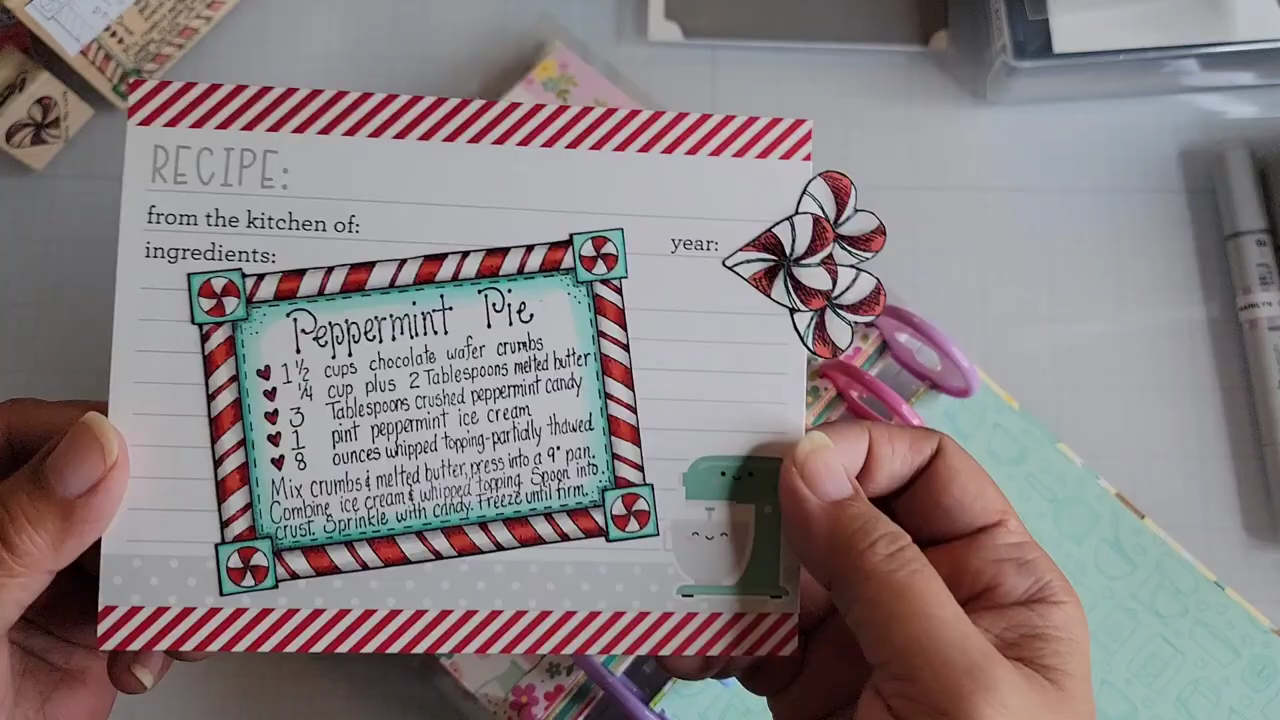 RECIPE:
from the kitchen of:
ingredients:
year:
Peppermint Pie
1 1/2 cups chocolate wafer crumbs
1/4 cup plus 2 Tablespoons melted butter
3 Tablespoons crushed peppermint candy
1 pint peppermint ice cream
8 ounces whipped topping-partially thawed
Mix crumbs & melted butter, press into a 9" pan.
Combine ice cream & whipped topping. Spoon into
crust. Sprinkle with candy. Freeze until firm.